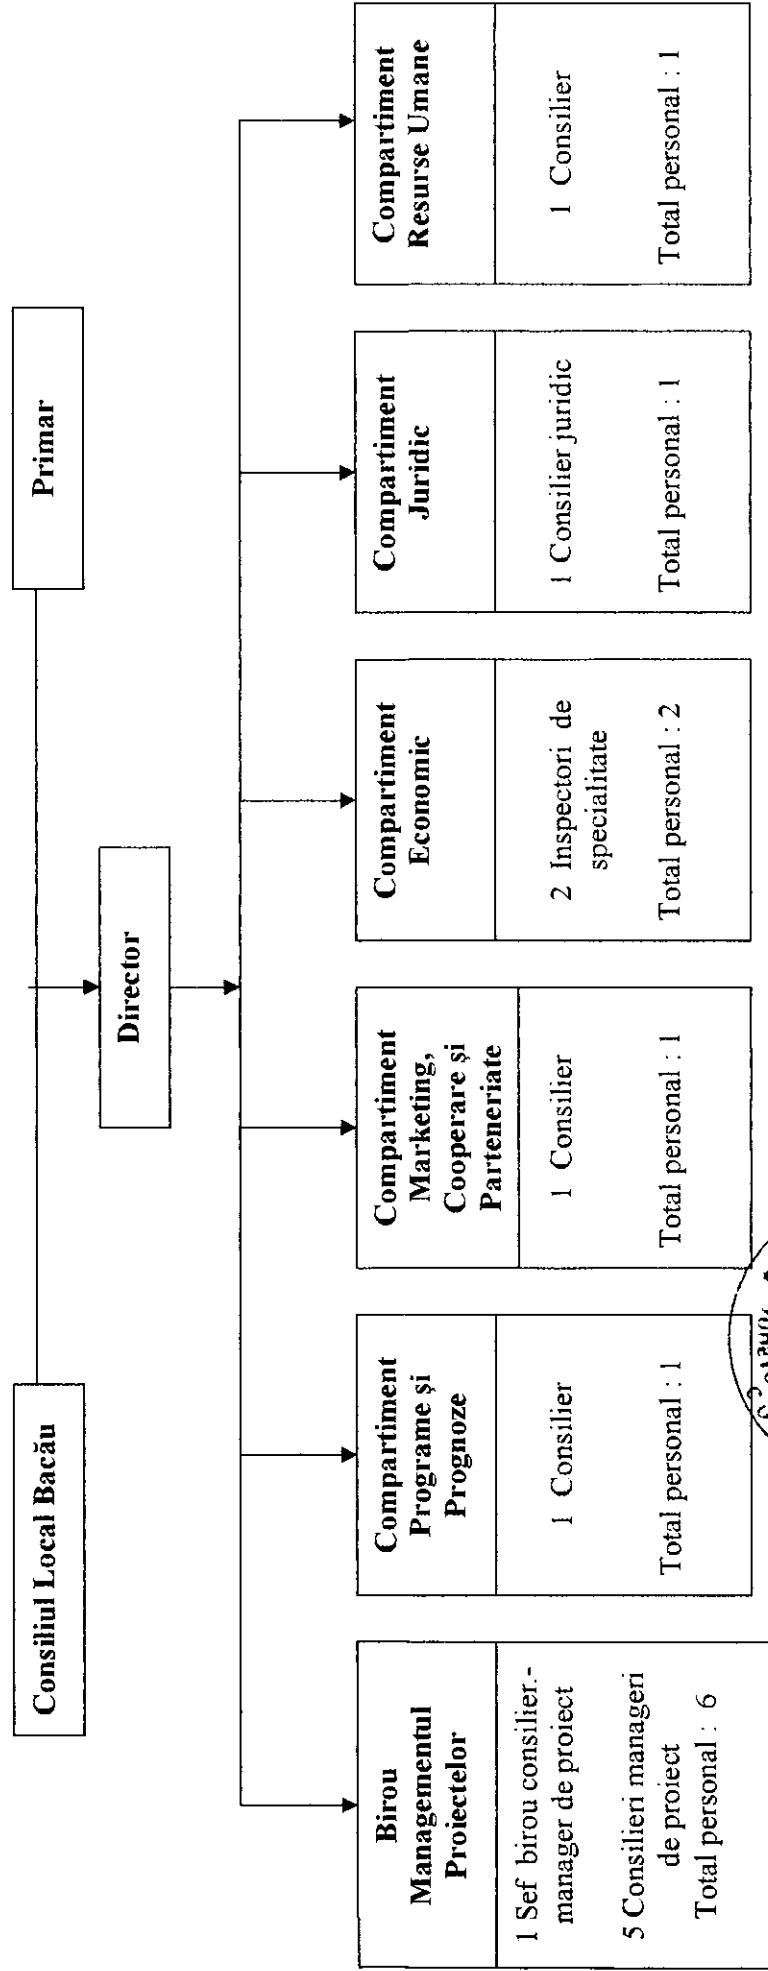 Consiliul Local Bacău
Primar
Director
Birou
Managementul
Proiectelor
1 Sef birou consilier.-
manager de proiect
5 Consilieri manageri
de proiect
Total personal : 6
Compartiment
Programe și
Prognoze
1 Consilier
Total personal : 1
Compartiment
Marketing,
Cooperare și
Parteneriate
1 Consilier
Total personal : 1
Compartiment
Economic
2 Inspectori de
specialitate
Total personal : 2
Compartiment
Juridic
1 Consilier juridic
Total personal : 1
Compartiment
Resurse Umane
1 Consilier
Total personal : 1